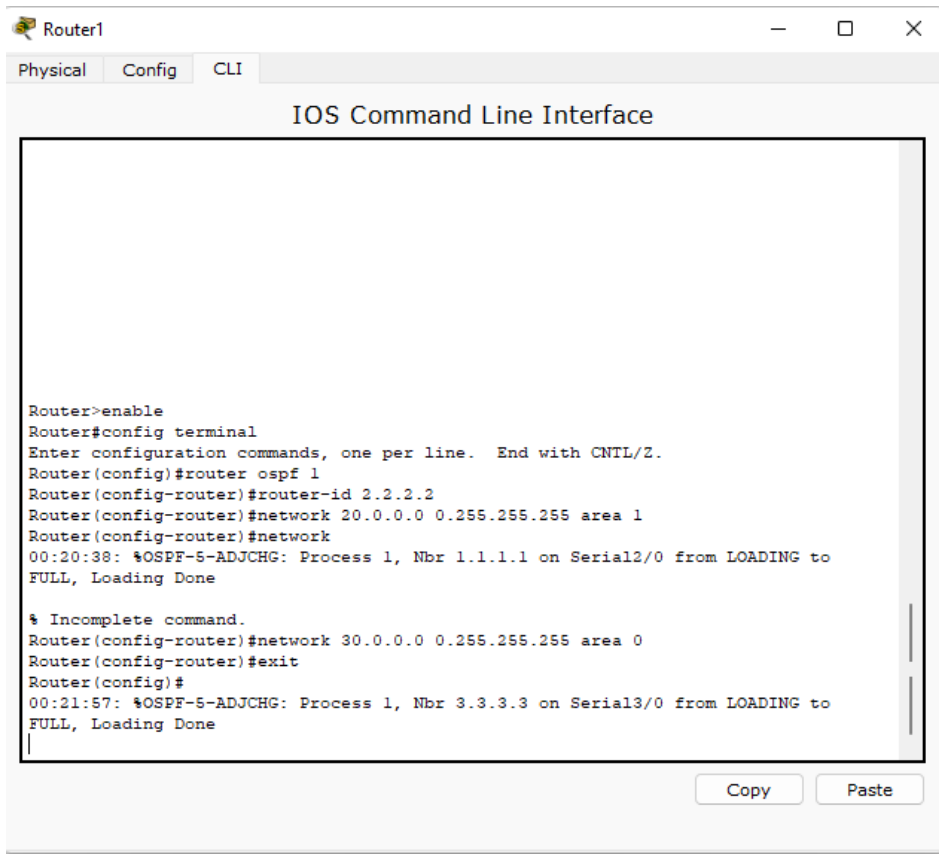 Router1
Physical Config CLI
IOS Command Line Interface
Router>enable
Router#config terminal
Enter configuration commands, one per line.  End with CNTL/Z.
Router(config)#router ospf 1
Router(config-router)#router-id 2.2.2.2
Router(config-router)#network 20.0.0.0 0.255.255.255 area 1
Router(config-router)#network
00:20:38: %OSPF-5-ADJCHG: Process 1, Nbr 1.1.1.1 on Serial2/0 from LOADING to
FULL, Loading Done
% Incomplete command.
Router(config-router)#network 30.0.0.0 0.255.255.255 area 0
Router(config-router)#exit
Router(config)#
00:21:57: %OSPF-5-ADJCHG: Process 1, Nbr 3.3.3.3 on Serial3/0 from LOADING to
FULL, Loading Done
Copy Paste